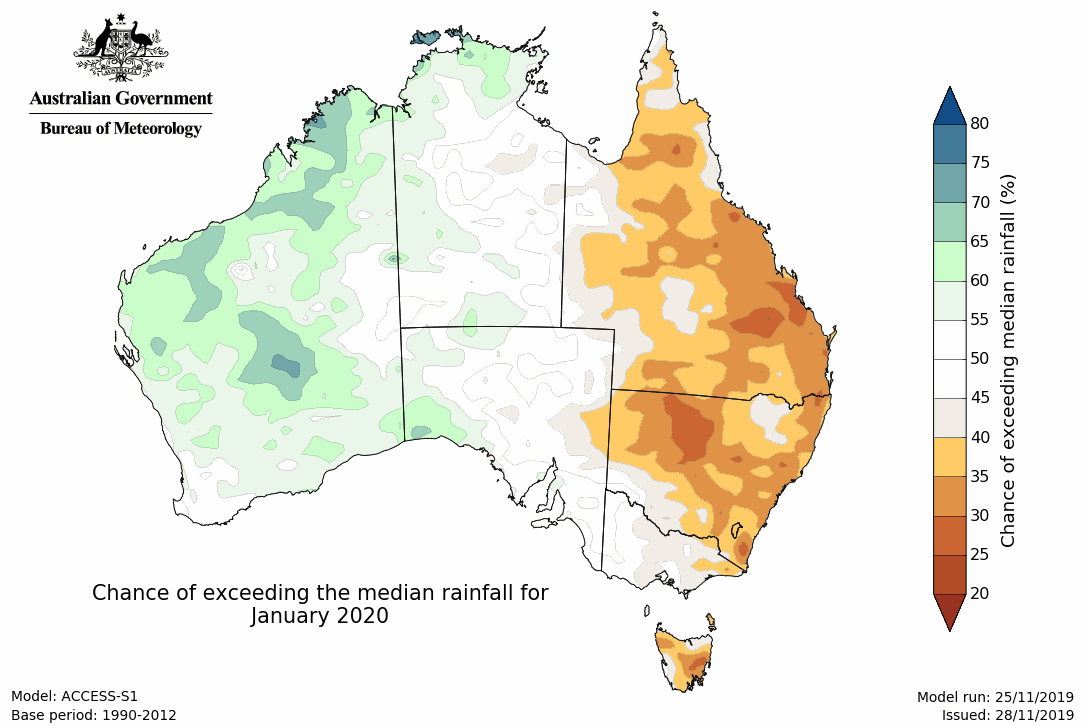 Australian Government
Bureau of Meteorology
80
75
70
65
60
55
50
45
40
35
30
25
20
Chance of exceeding median rainfall (%)
Chance of exceeding the median rainfall for
January 2020
Model: ACCESS-S1
Base period: 1990-2012
Model run: 25/11/2019
Issued: 28/11/2019